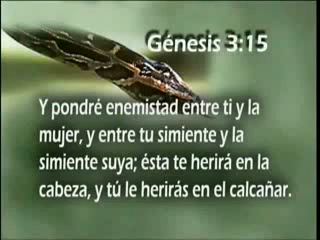 Génesis 3:15
Y pondré enemistad entre ti y la
mujer, y entre tu simiente y la
simiente suya; ésta te herirá en la
cabeza, y tú le herirás en el calcañar.